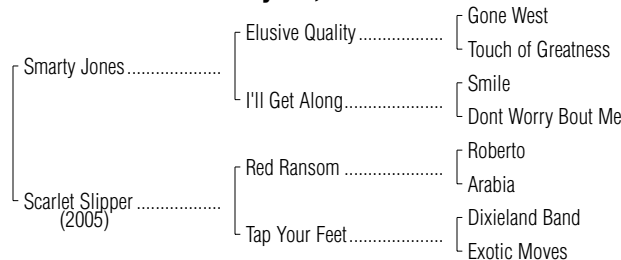 Gone West
Elusive Quality ..................
Touch of Greatness
Smarty Jones .....................
Smile
I'll Get Along .....................
Dont Worry Bout Me
Roberto
Red Ransom .....................
Arabia
Scarlet Slipper ..................
(2005)
Dixieland Band
Tap Your Feet ....................
Exotic Moves